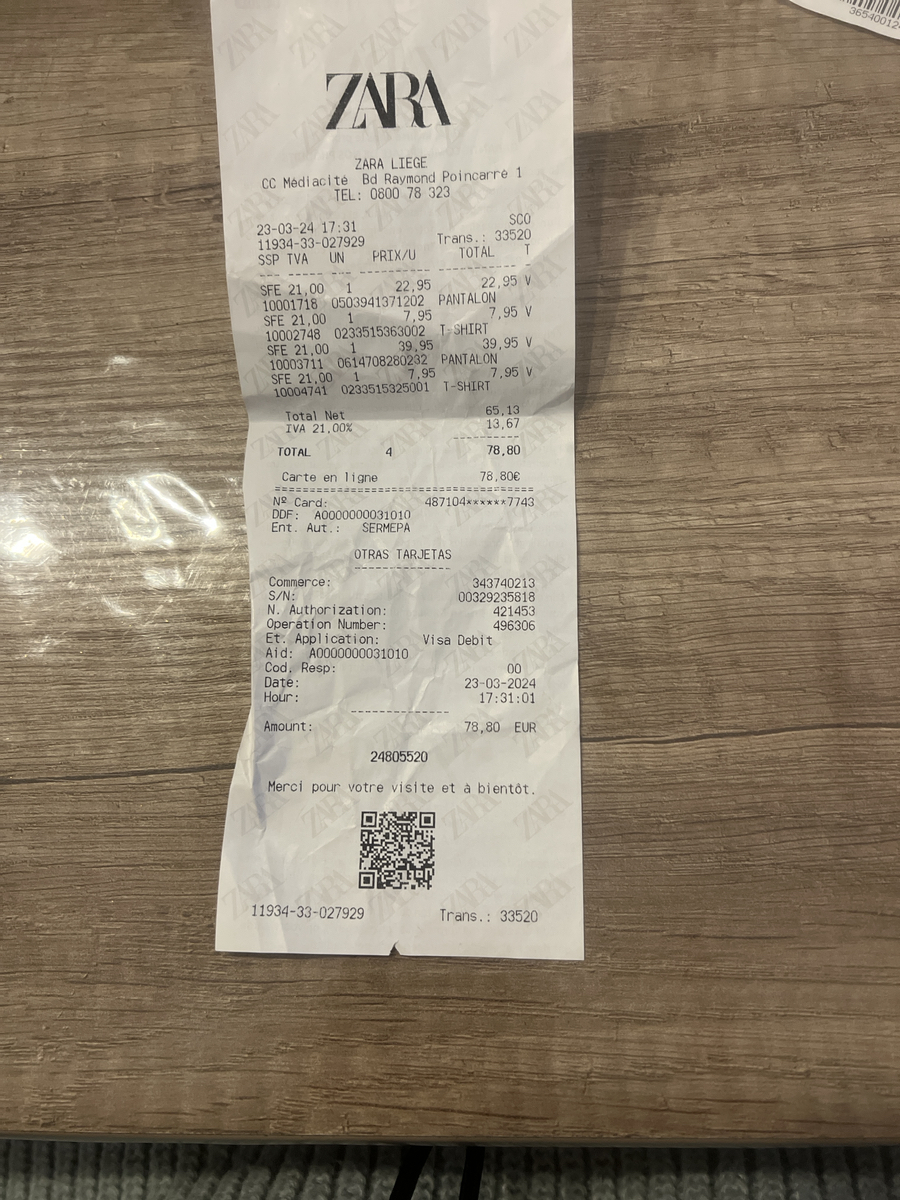 ZARA
ZARA LIEGE
CC Médiacité Bd Raymond Poincarré 1
TEL: 0800 78 323
23-03-24 17:31 SCO
11934-33-027929 Trans.: 33520
SSP TVA UN PRIX/U TOTAL T
SFE 21,00 1 22,95 22,95 V
10001718 0503941371202 PANTALON
SFE 21,00 1 7,95 7,95 V
10002748 0233515363002 T-SHIRT
SFE 21,00 1 39,95 39,95 V
10003711 0614708280232 PANTALON
SFE 21,00 1 7,95 7,95 V
10004741 0233515325001 T-SHIRT
Total Net 65,13
IVA 21,00% 13,67
TOTAL 4 78,80
Carte en ligne 78,80€
Nº Card: 487104******7743
DDF: A0000000031010
Ent. Aut.: SERMEPA
OTRAS TARJETAS
Commerce: 343740213
S/N: 00329235818
N. Authorization: 421453
Operation Number: 496306
Et. Application: Visa Debit
Aid: A0000000031010
Cod. Resp: 00
Date: 23-03-2024
Hour: 17:31:01
Amount: 78,80 EUR
24805520
Merci pour votre visite et à bientôt.
11934-33-027929 Trans.: 33520